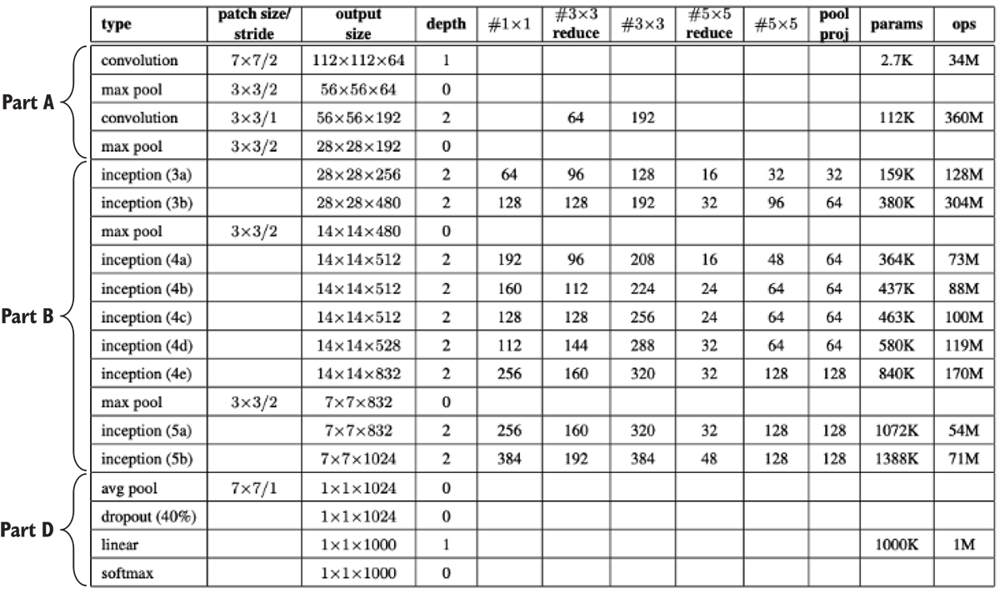 type patch size/ stride output size depth #1×1 #3×3 reduce #3×3 #5×5 reduce #5×5 pool proj params ops
Part A
convolution 7×7/2 112×112×64 1 2.7K 34M
max pool 3×3/2 56×56×64 0
convolution 3×3/1 56×56×192 2 64 192 112K 360M
max pool 3×3/2 28×28×192 0
Part B
inception (3a) 28×28×256 2 64 96 128 16 32 32 159K 128M
inception (3b) 28×28×480 2 128 128 192 32 96 64 380K 304M
max pool 3×3/2 14×14×480 0
inception (4a) 14×14×512 2 192 96 208 16 48 64 364K 73M
inception (4b) 14×14×512 2 160 112 224 24 64 64 437K 88M
inception (4c) 14×14×512 2 128 128 256 24 64 64 463K 100M
inception (4d) 14×14×528 2 112 144 288 32 64 64 580K 119M
inception (4e) 14×14×832 2 256 160 320 32 128 128 840K 170M
max pool 3×3/2 7×7×832 0
inception (5a) 7×7×832 2 256 160 320 32 128 128 1072K 54M
inception (5b) 7×7×1024 2 384 192 384 48 128 128 1388K 71M
Part D
avg pool 7×7/1 1×1×1024 0
dropout (40%) 1×1×1024 0
linear 1×1×1000 1 1000K 1M
softmax 1×1×1000 0